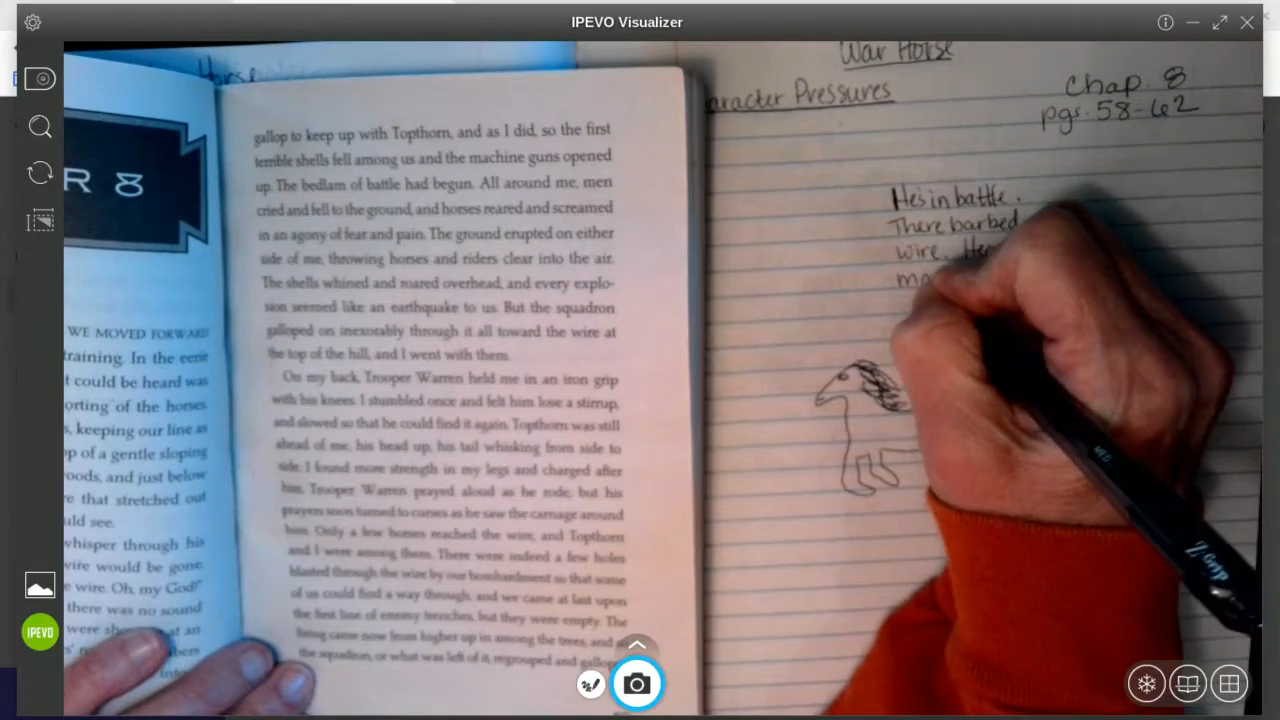 IPEVO Visualizer
Horse
R 8
WE MOVED FORWARD
training. In the eerie
t could be heard was
orting of the horses
s, keeping our line as
p of a gentle sloping
oods, and just below
e that stretched out
uld see.
whisper through his
wire would be gone.
e wire. Oh, my God!"
there was no sound
were at an
gallop to keep up with Topthorn, and as I did, so the first
terrible shells fell among us and the machine guns opened
up. The bedlam of battle had begun. All around me, men
cried and fell to the ground, and horses reared and screamed
in an agony of fear and pain. The ground erupted on either
side of me, throwing horses and riders clear into the air.
The shells whined and roared overhead, and every explo-
sion seemed like an earthquake to us. But the squadron
galloped on inexorably through it all toward the wire at
the top of the hill, and I went with them.
On my back, Trooper Warren held me in an iron grip
with his knees. I stumbled once and felt him lose a stirrup,
and slowed so that he could find it again. Topthorn was still
ahead of me, his head up, his tail whisking from side to
side. I found more strength in my legs and charged after
him. Trooper Warren prayed aloud as he rode, but his
prayers soon turned to curses as he saw the carnage around
him. Only a few horses reached the wire, and Topthorn
and I were among them. There were indeed a few holes
blasted through the wire by our bombardment so that some
of us could find a way through, and we came at last upon
the first line of enemy trenches, but they were empty. The
firing came now from higher up in among the trees, and so
the squadron, or what was left of it, regrouped and gallop
War Horse
aracter Pressures
Chap. 8
pgs. 58-62
He's in battle.
There barbed
wire. He
ma
MED
Z Grip
IPEVO